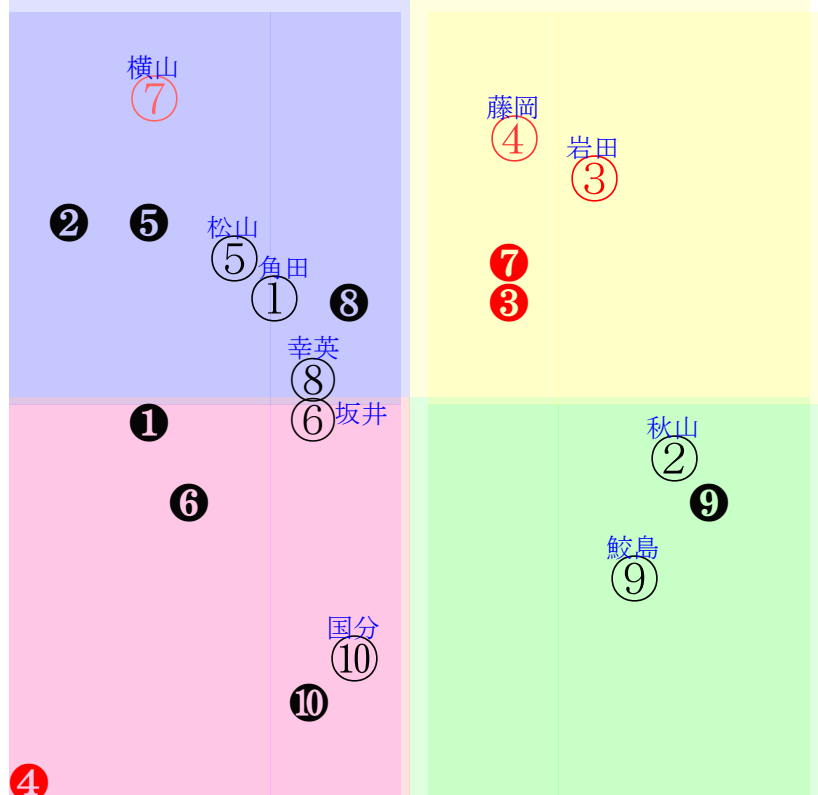 横山
⑦
藤岡
④
岩田
③
❷
❺
松山
⑤
角田
①
❽
❼
❸
幸英
⑧
❶
⑥ 坂井
秋山
②
❻
❾
鮫島
⑨
国分
⑩
❿
❹